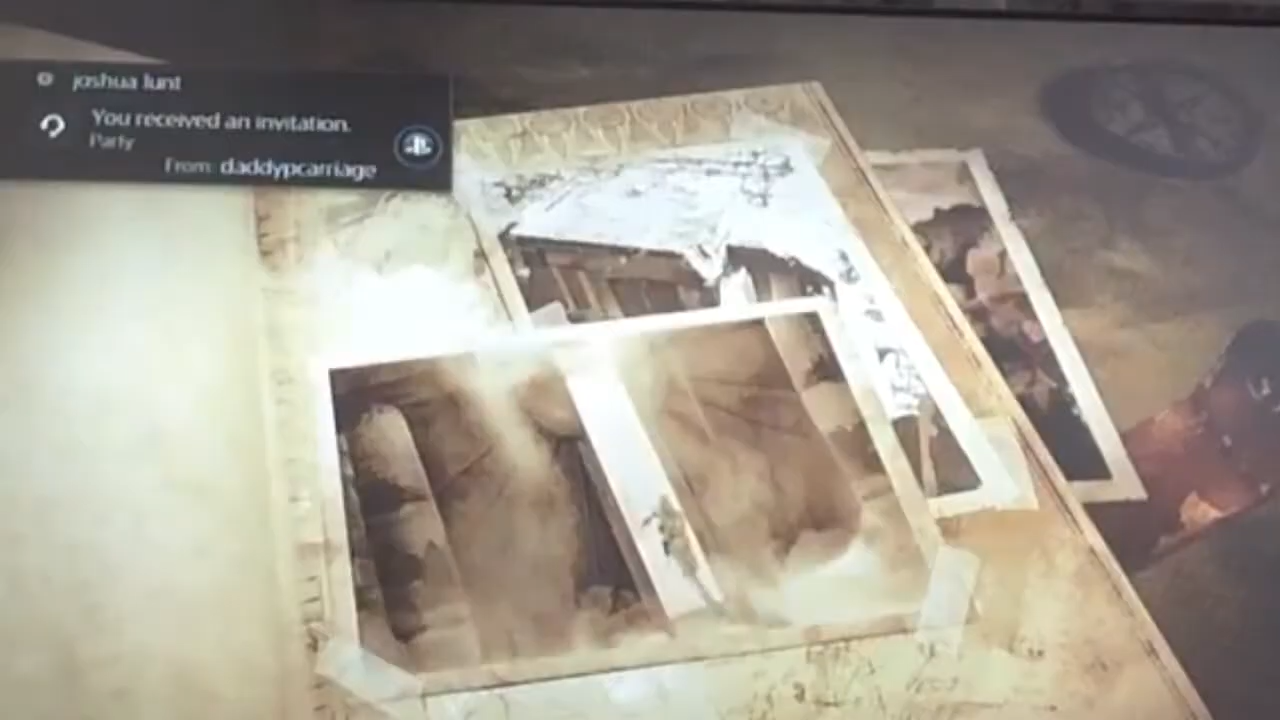 joshua lunt
You received an invitation.
Party
From: daddypcarriage